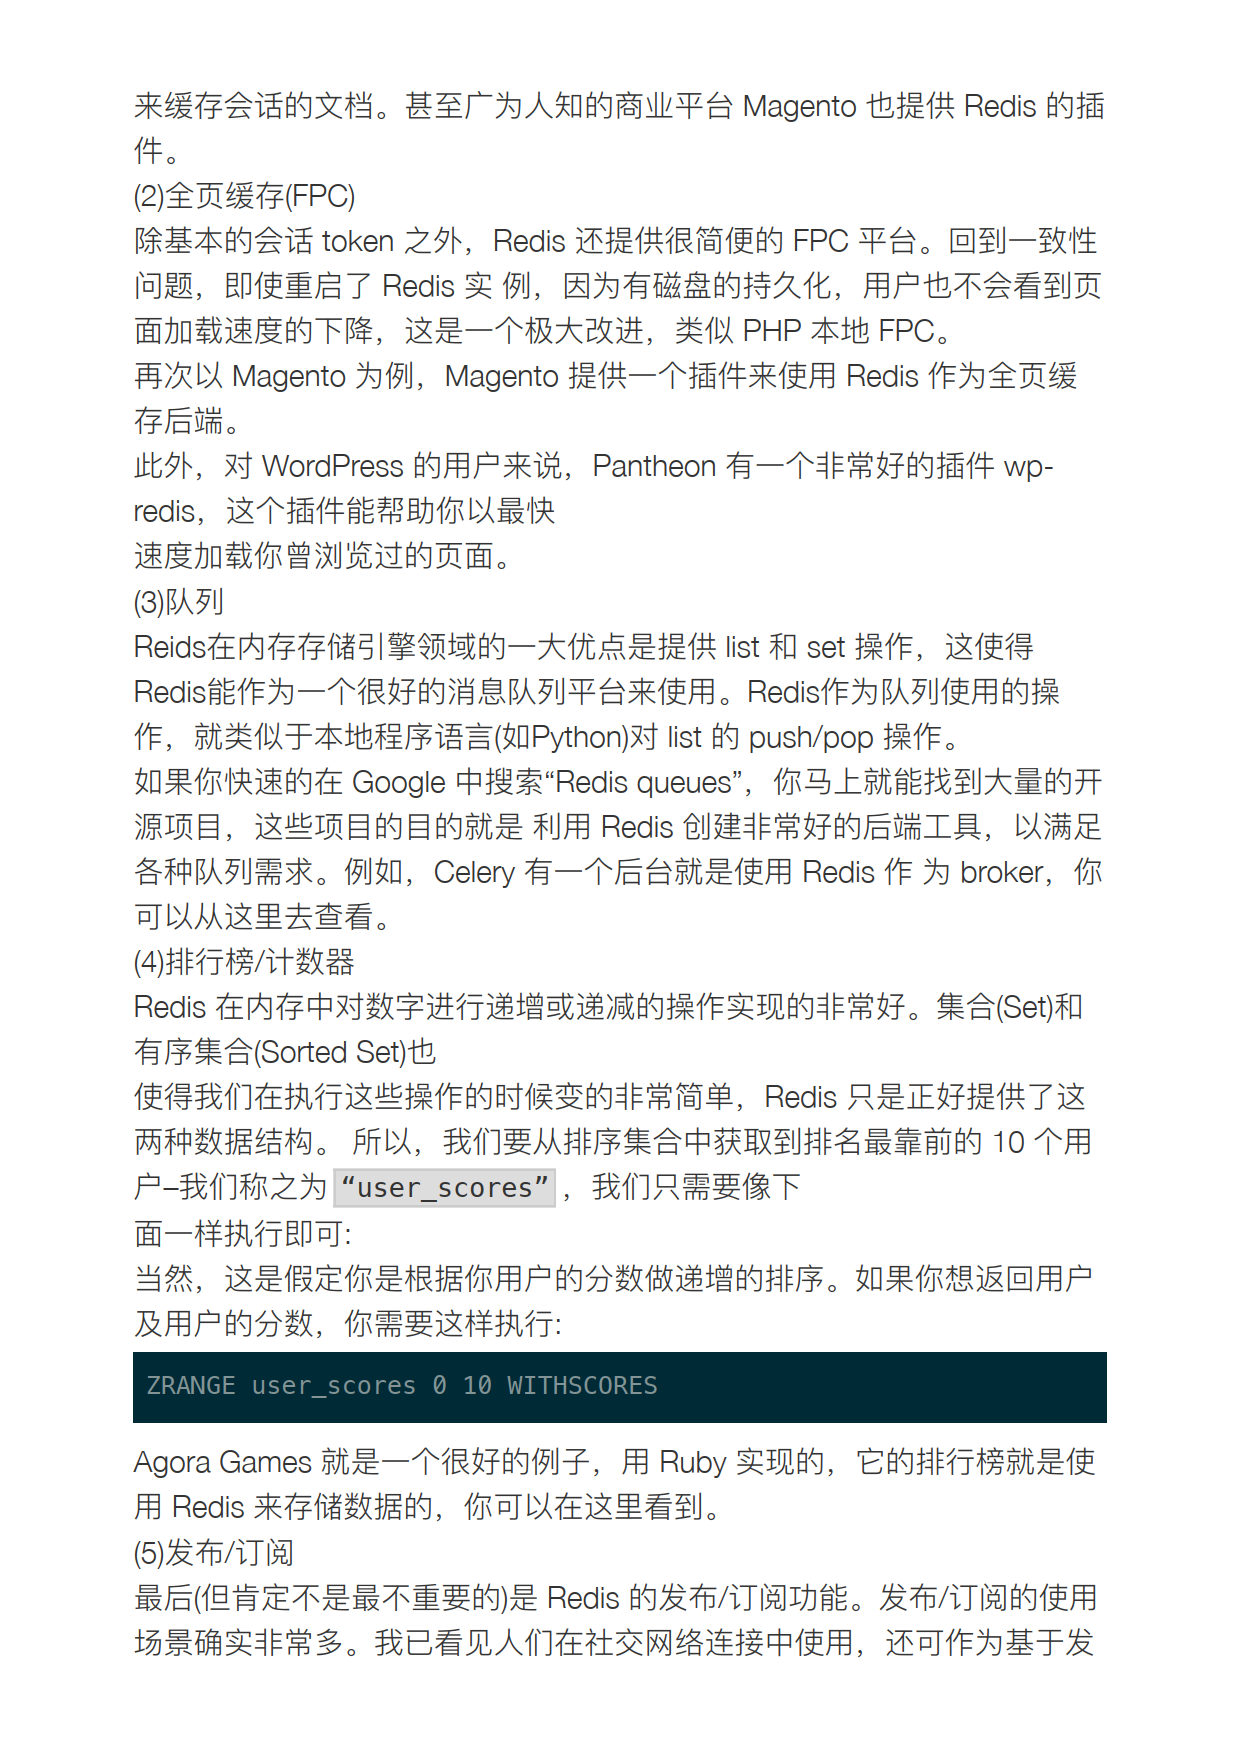 来缓存会话的文档。甚至广为人知的商业平台 Magento 也提供 Redis 的插
件。
(2)全页缓存(FPC)
除基本的会话 token 之外，Redis 还提供很简便的 FPC 平台。回到一致性
问题，即使重启了 Redis 实 例，因为有磁盘的持久化，用户也不会看到页
面加载速度的下降，这是一个极大改进，类似 PHP 本地 FPC。
再次以 Magento 为例，Magento 提供一个插件来使用 Redis 作为全页缓
存后端。
此外，对 WordPress 的用户来说，Pantheon 有一个非常好的插件 wp-
redis，这个插件能帮助你以最快
速度加载你曾浏览过的页面。
(3)队列
Reids在内存存储引擎领域的一大优点是提供 list 和 set 操作，这使得
Redis能作为一个很好的消息队列平台来使用。Redis作为队列使用的操
作，就类似于本地程序语言(如Python)对 list 的 push/pop 操作。
如果你快速的在 Google 中搜索“Redis queues”，你马上就能找到大量的开
源项目，这些项目的目的就是 利用 Redis 创建非常好的后端工具，以满足
各种队列需求。例如，Celery 有一个后台就是使用 Redis 作 为 broker，你
可以从这里去查看。
(4)排行榜/计数器
Redis 在内存中对数字进行递增或递减的操作实现的非常好。集合(Set)和
有序集合(Sorted Set)也
使得我们在执行这些操作的时候变的非常简单，Redis 只是正好提供了这
两种数据结构。 所以，我们要从排序集合中获取到排名最靠前的 10 个用
户–我们称之为 “user_scores” ，我们只需要像下
面一样执行即可:
当然，这是假定你是根据你用户的分数做递增的排序。如果你想返回用户
及用户的分数，你需要这样执行:
ZRANGE user_scores 0 10 WITHSCORES
Agora Games 就是一个很好的例子，用 Ruby 实现的，它的排行榜就是使
用 Redis 来存储数据的，你可以在这里看到。
(5)发布/订阅
最后(但肯定不是最不重要的)是 Redis 的发布/订阅功能。发布/订阅的使用
场景确实非常多。我已看见人们在社交网络连接中使用，还可作为基于发